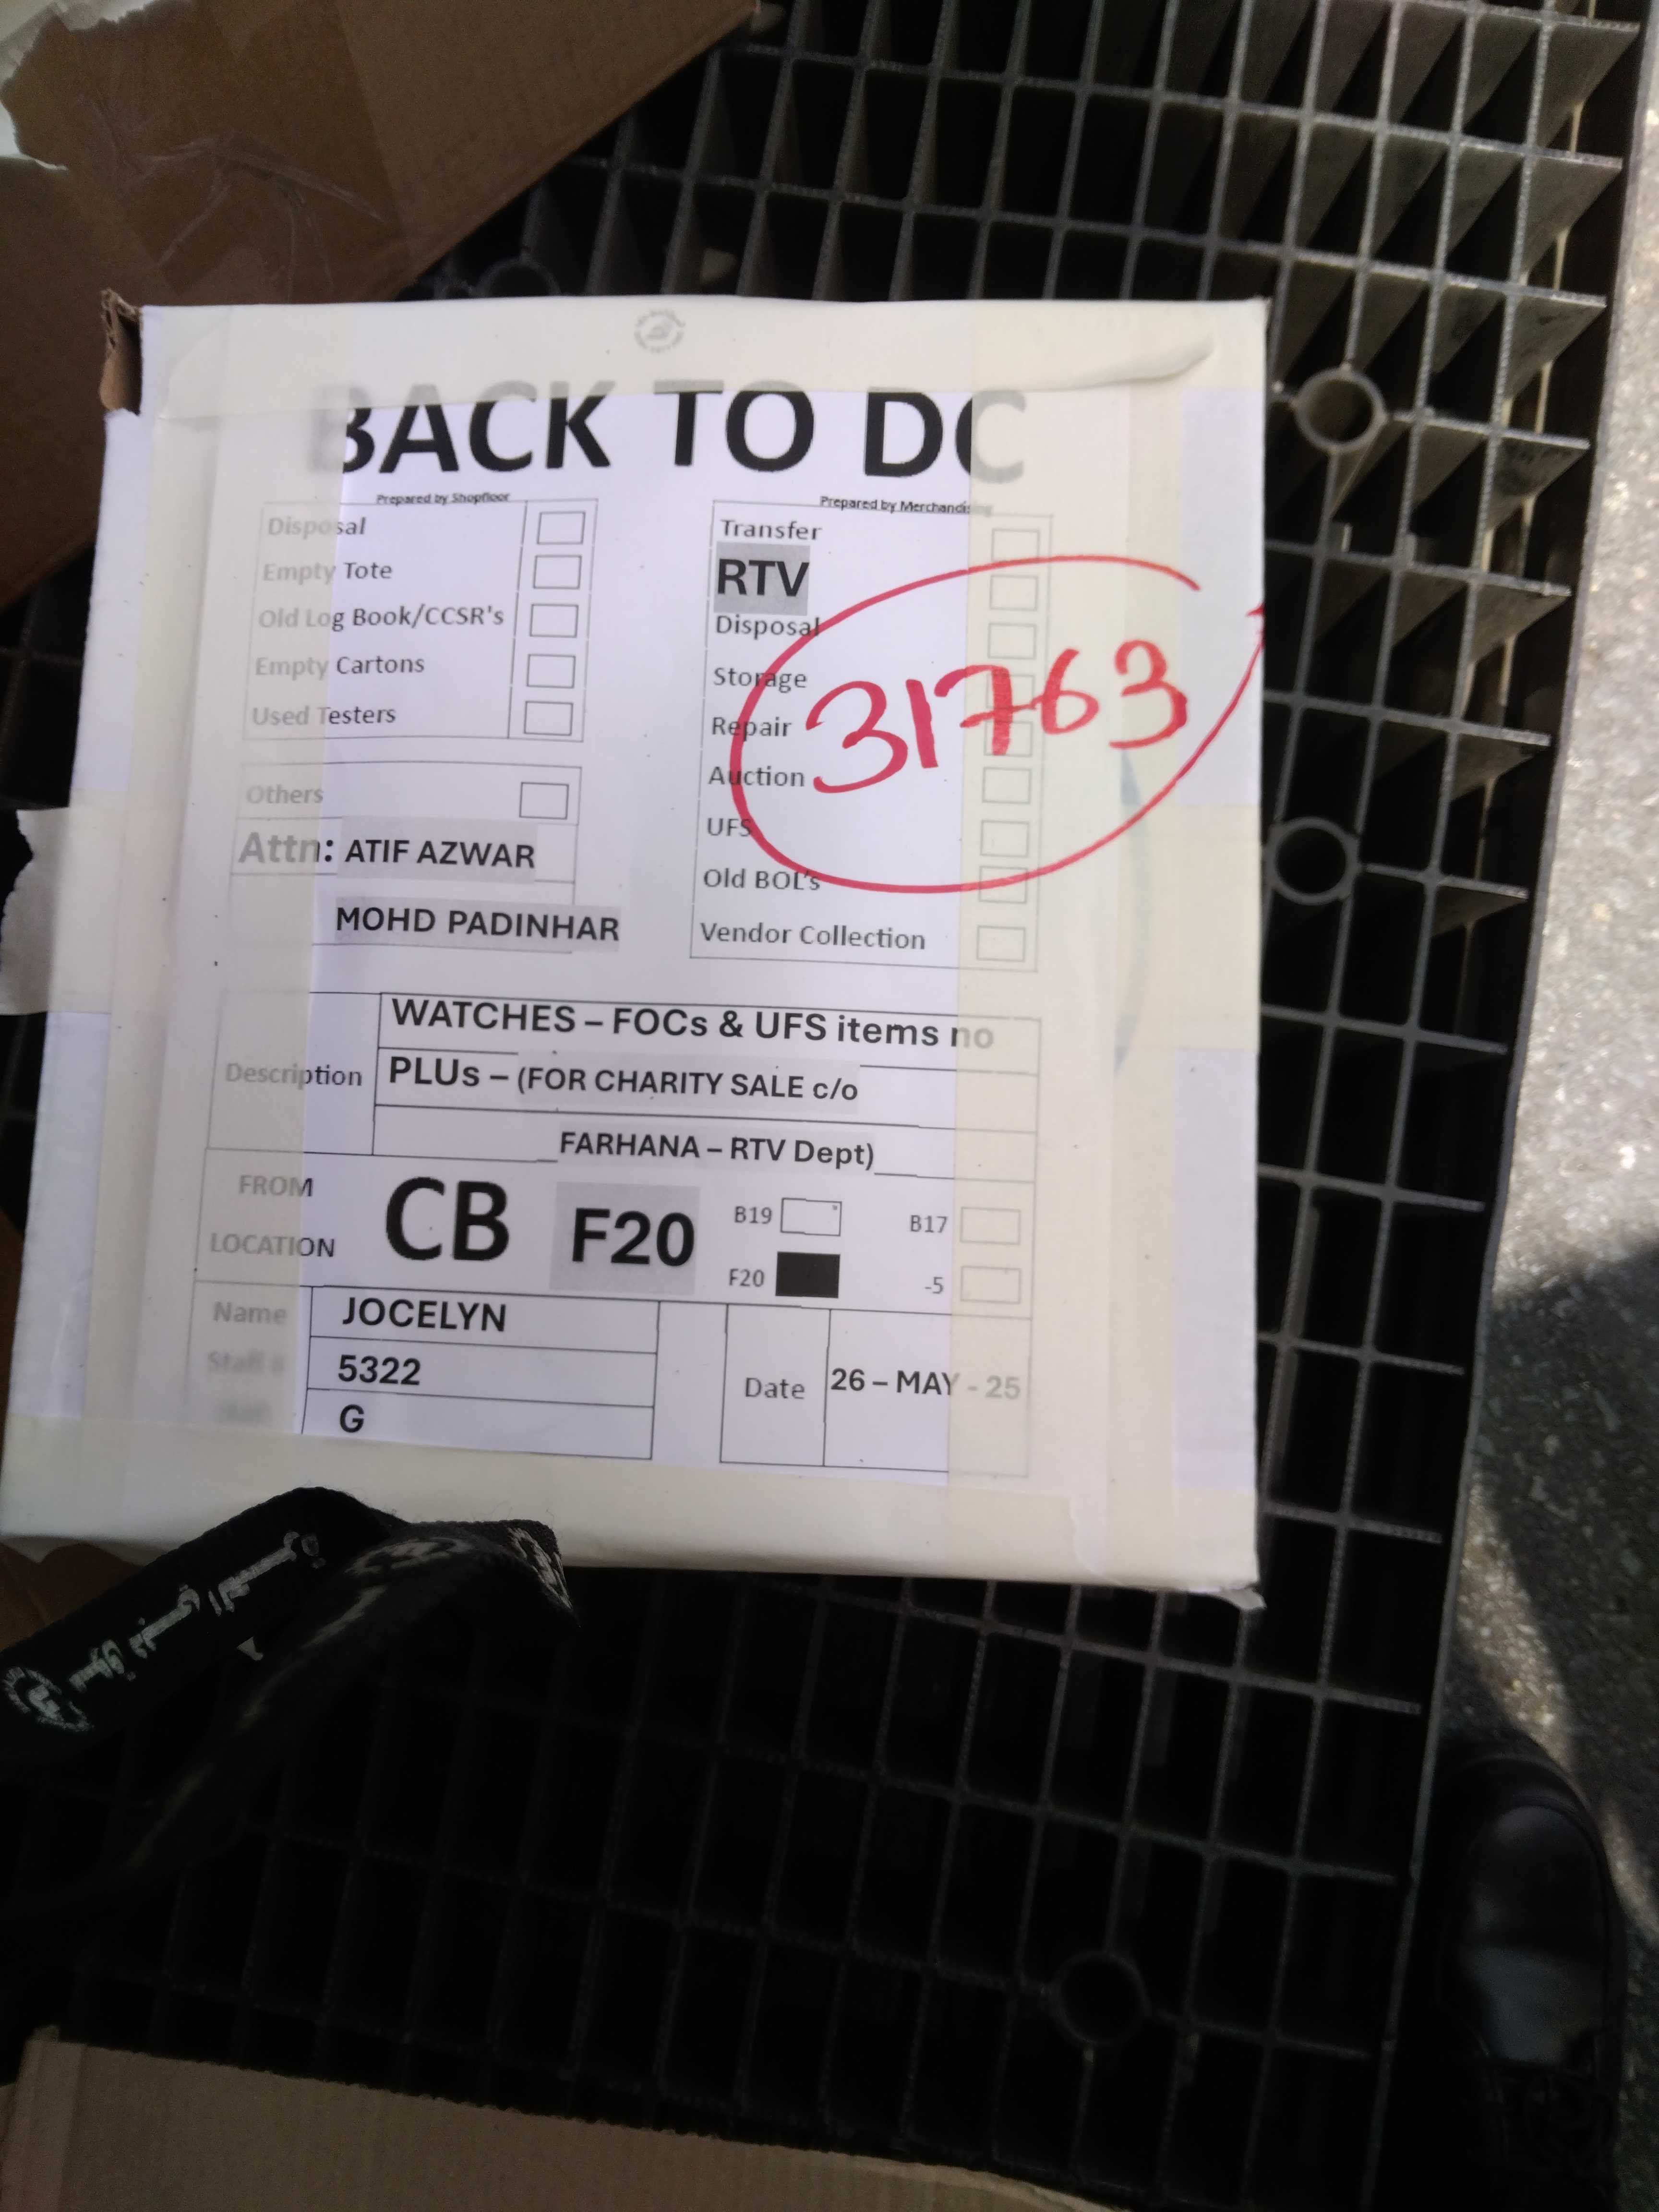 BACK TO DC
Prepared by Shopfloor
Disposal
Empty Tote
Old Log Book/CCSR's
Empty Cartons
Used Testers
Others
Attn: ATIF AZWAR
MOHD PADINHAR
Prepared by Merchandising
Transfer
RTV
Disposal
Storage
Repair
Auction
UFS
Old BOL's
Vendor Collection
31763
Description
WATCHES – FOCs & UFS items no
PLUs – (FOR CHARITY SALE c/o
FARHANA – RTV Dept)
FROM
LOCATION
CB F20
B19 B17
F20 -5
Name JOCELYN
Staff # 5322
G
Date 26 – MAY - 25
سوق دبي الحرة